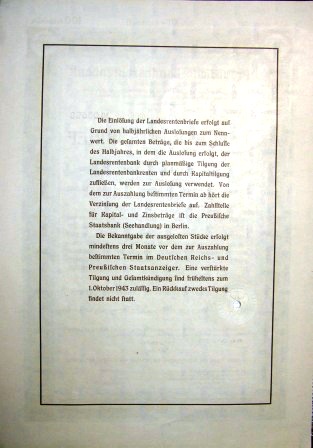 Die Einlösung der Landesrentenbriefe erfolgt auf
Grund von halbjährlichen Auslosungen zum Nenn-
wert. Die gesamten Beträge, die bis zum Schlusse
des Halbjahres, in dem die Auslosung erfolgt, der
Landesrentenbank durch planmäßige Tilgung der
Landesbankrenten und durch Kapitaltilgung
zufließen, werden zur Auslosung verwendet. Von
dem zur Auszahlung bestimmten Termin ab hört die
Verzinsung der Landesrentenbriefe auf. Zahlstelle
für Kapital- und Zinsbeträge ist die Preußische
Staatsbank (Seehandlung) in Berlin.
Die Bekanntgabe der ausgelosten Stücke erfolgt
mindestens drei Monate vor dem zur Auszahlung
bestimmten Termin im Deutschen Reichs- und
Preußischen Staatsanzeiger. Eine verstärkte
Tilgung und Gesamtkündigung sind frühestens zum
1. Oktober 1943 zulässig. Ein Rückkauf zwecks Tilgung
findet nicht statt.